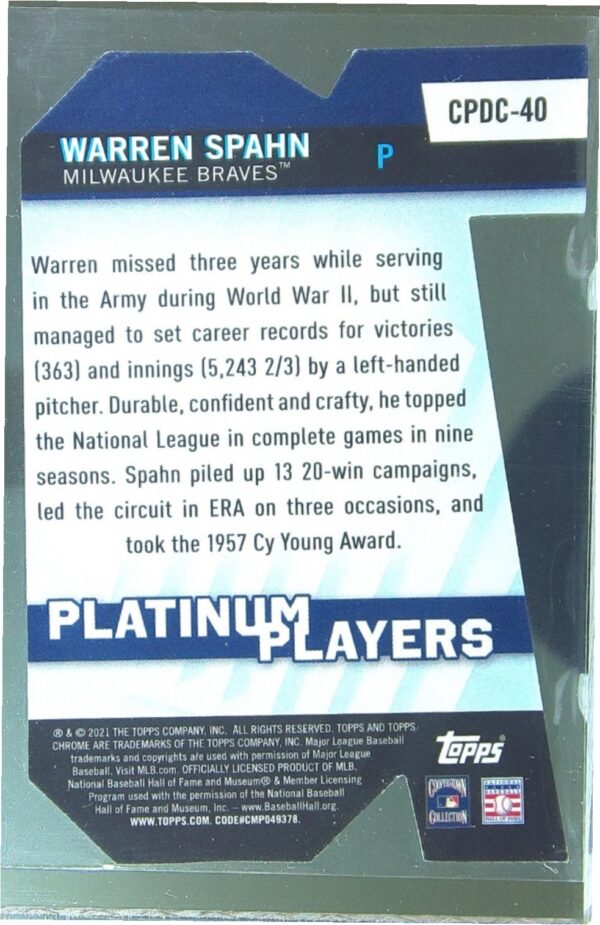 CPDC-40
WARREN SPAHN
P
MILWAUKEE BRAVES™
Warren missed three years while serving
in the Army during World War II, but still
managed to set career records for victories
(363) and innings (5,243 2/3) by a left-handed
pitcher. Durable, confident and crafty, he topped
the National League in complete games in nine
seasons. Spahn piled up 13 20-win campaigns,
led the circuit in ERA on three occasions, and
took the 1957 Cy Young Award.
PLATINUM
PLAYERS
® & © 2021 THE TOPPS COMPANY, INC. ALL RIGHTS RESERVED. TOPPS AND TOPPS
CHROME ARE TRADEMARKS OF THE TOPPS COMPANY, INC. Major League Baseball
trademarks and copyrights are used with permission of Major League
Baseball. Visit MLB.com. OFFICIALLY LICENSED PRODUCT OF MLB.
National Baseball Hall of Fame and Museum® & Member Licensing
Program used with the permission of the National Baseball
Hall of Fame and Museum, Inc. – www.BaseballHall.org.
WWW.TOPPS.COM. CODE#CMP049378.
topps
COOPERSTOWN
COLLECTION
NATIONAL
BASEBALL
HALL OF FAME